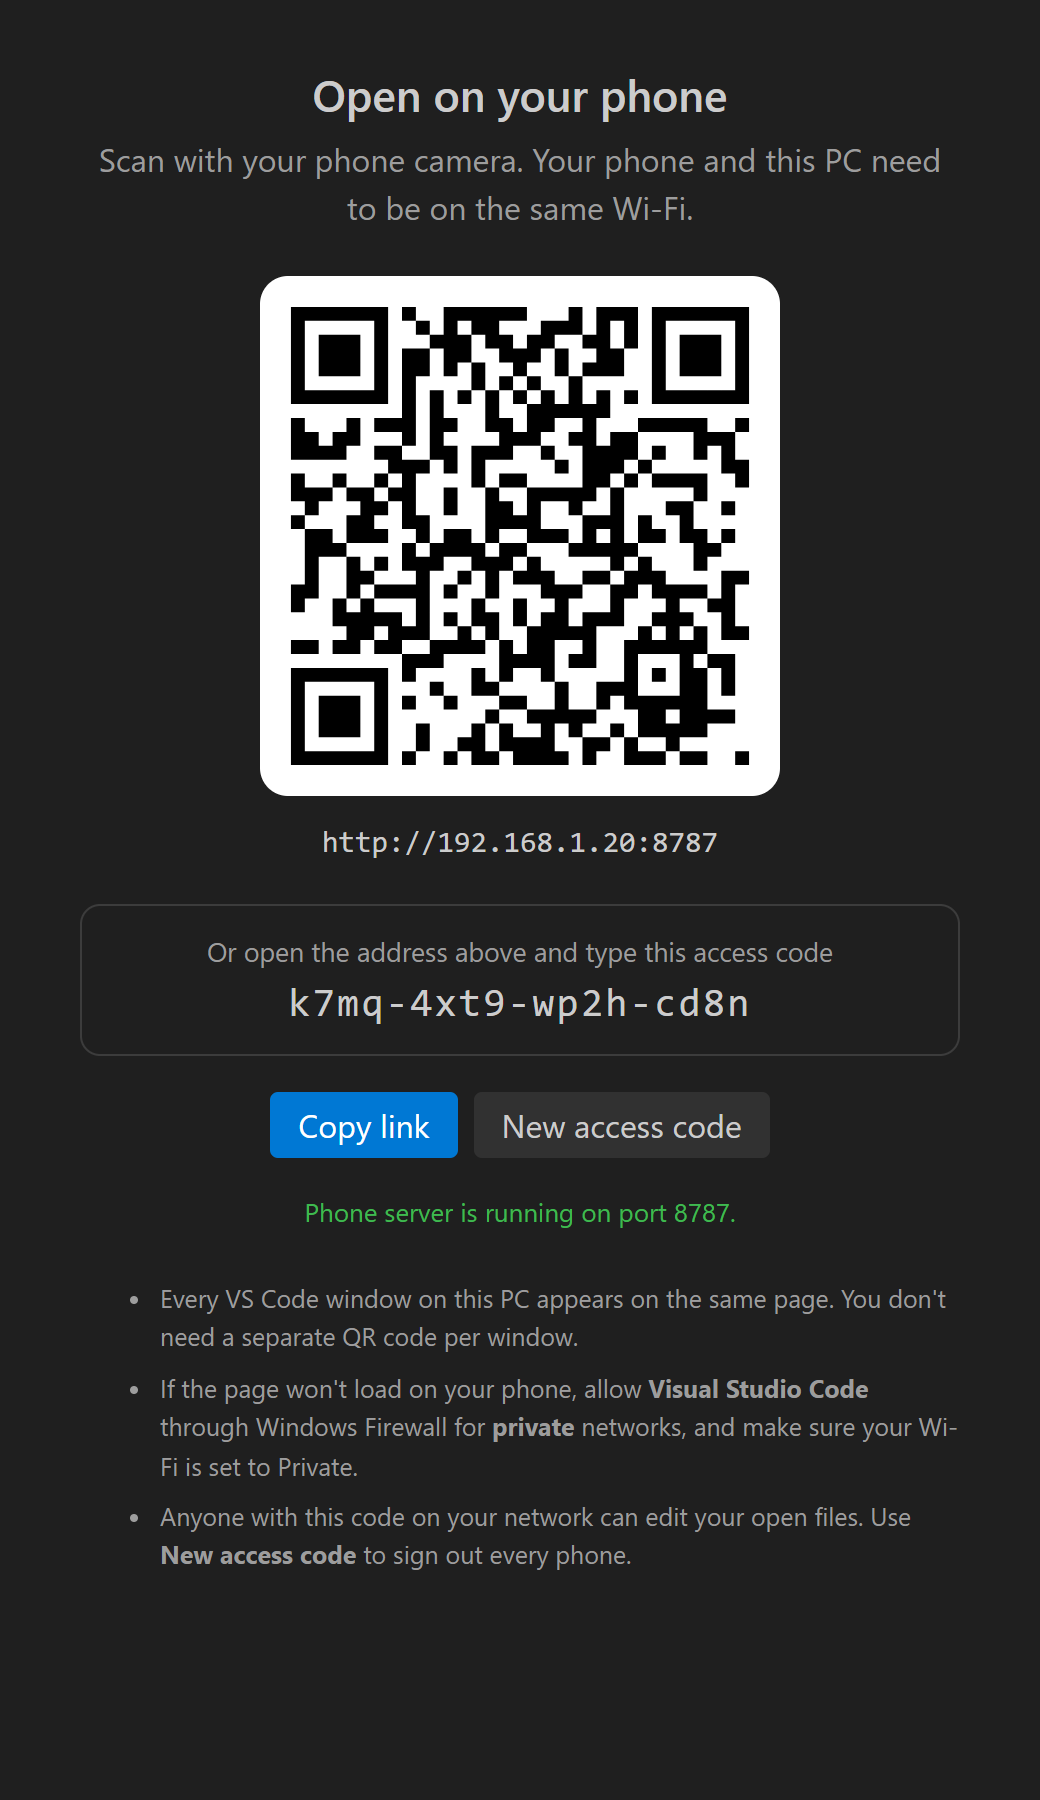 Open on your phone
Scan with your phone camera. Your phone and this PC need
to be on the same Wi-Fi.
http://192.168.1.20:8787
Or open the address above and type this access code
k7mq-4xt9-wp2h-cd8n
Copy link
New access code
Phone server is running on port 8787.
• Every VS Code window on this PC appears on the same page. You don't
need a separate QR code per window.
• If the page won't load on your phone, allow Visual Studio Code
through Windows Firewall for private networks, and make sure your Wi-
Fi is set to Private.
• Anyone with this code on your network can edit your open files. Use
New access code to sign out every phone.